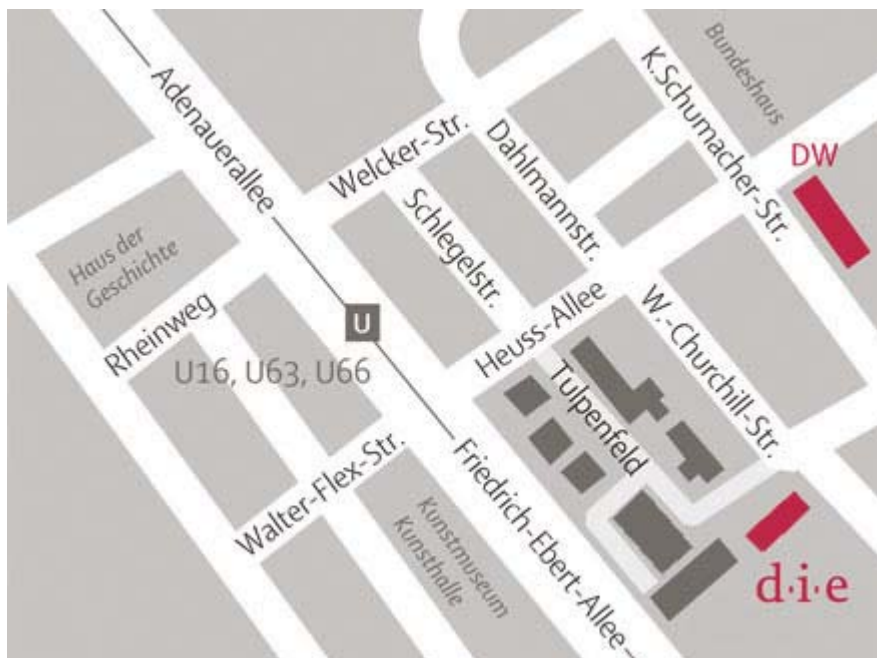 Bundeshaus
K.Schumacher-Str.
DW
Adenauerallee
Welcker-Str.
Dahlmannstr.
Schlegelstr.
Haus der
Geschichte
Rheinweg
U
U16, U63, U66
Heuss-Allee
W.-Churchill-Str.
Tulpenfeld
Walter-Flex-Str.
Friedrich-Ebert-Allee
Kunstmuseum
Kunsthalle
d·i·e